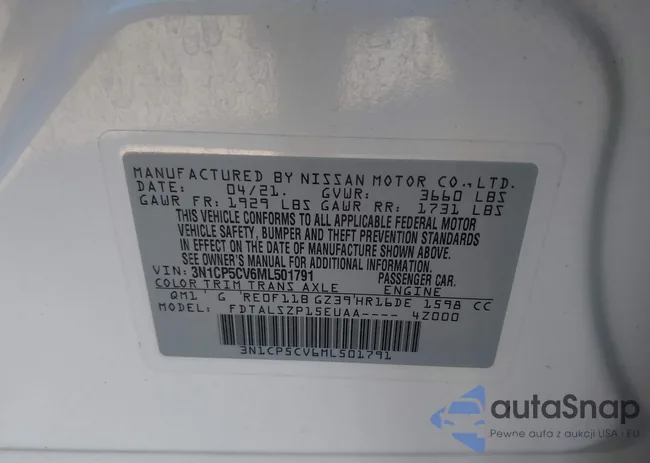 MANUFACTURED BY NISSAN MOTOR CO.,LTD.
DATE: 04/21. GVWR: 3660 LBS
GAWR FR: 1929 LBS GAWR RR: 1731 LBS
THIS VEHICLE CONFORMS TO ALL APPLICABLE FEDERAL MOTOR
VEHICLE SAFETY, BUMPER AND THEFT PREVENTION STANDARDS
IN EFFECT ON THE DATE OF MANUFACTURE SHOWN ABOVE.
SEE OWNER'S MANUAL FOR ADDITIONAL INFORMATION.
VIN: 3N1CP5CV6ML501791 PASSENGER CAR.
COLOR TRIM TRANS AXLE ENGINE
QM1 G RE0F11B GZ39 HR16DE 1598 CC
MODEL: FDTALSZP15EUAA---- 4Z000
3N1CP5CV6ML501791
autaSnap
Pewne auta z aukcji USA · EU